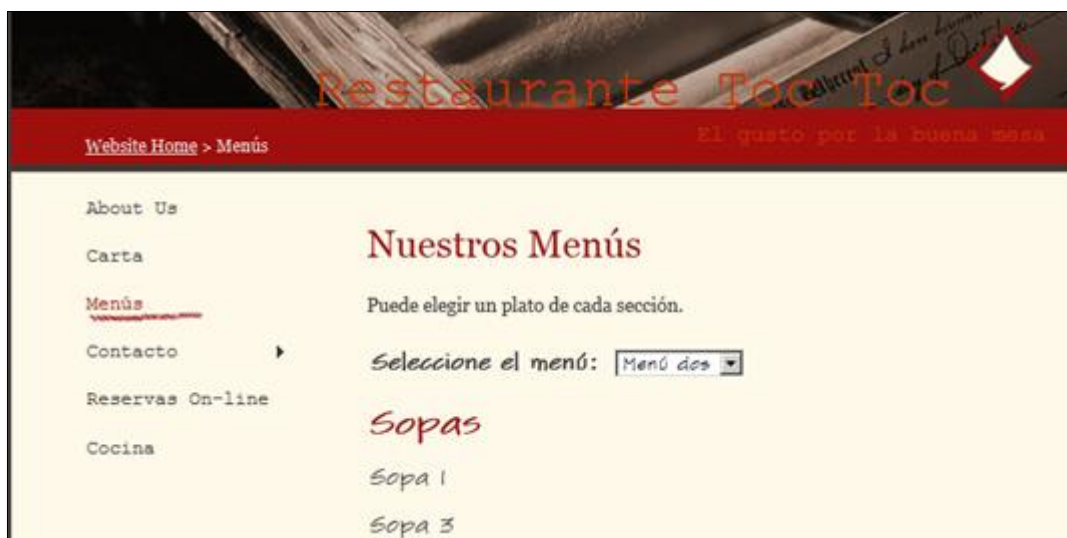 Restaurante Toc Toc
El gusto por la buena mesa
Website Home > Menús
About Us
Carta
Menús
Contacto
Reservas On-line
Cocina
Nuestros Menús
Puede elegir un plato de cada sección.
Seleccione el menú: Menú dos
Sopas
Sopa 1
Sopa 3